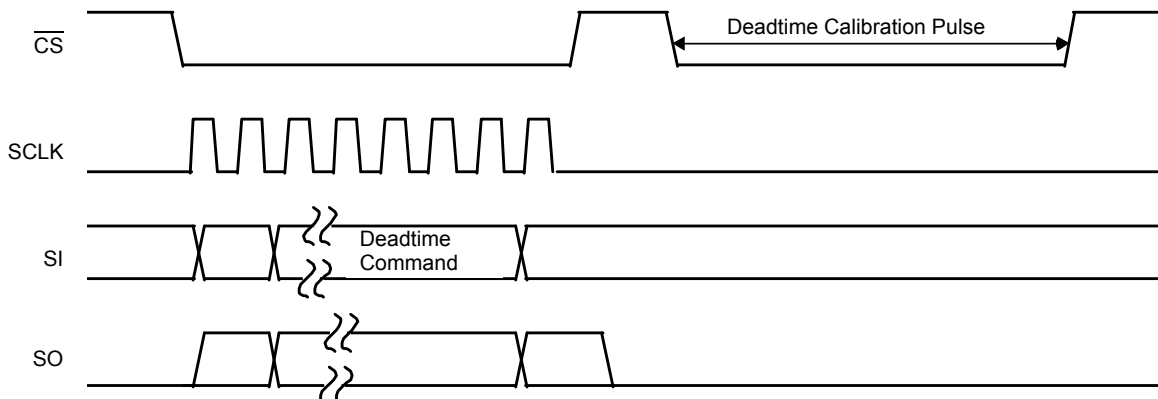 CS
Deadtime Calibration Pulse
SCLK
SI
Deadtime
Command
SO